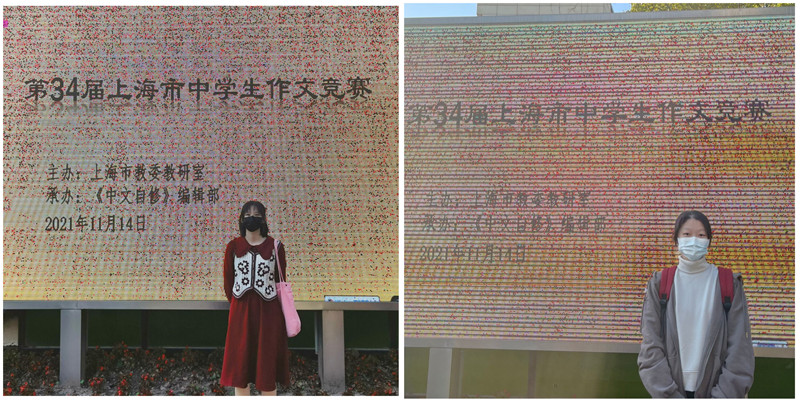 第34届上海市中学生作文竞赛
主办：上海市教委教研室
承办：《中文自修》编辑部
2021年11月14日
第34届上海市中学生作文竞赛
主办：上海市教委教研室
承办：《中文自修》编辑部
2021年11月14日